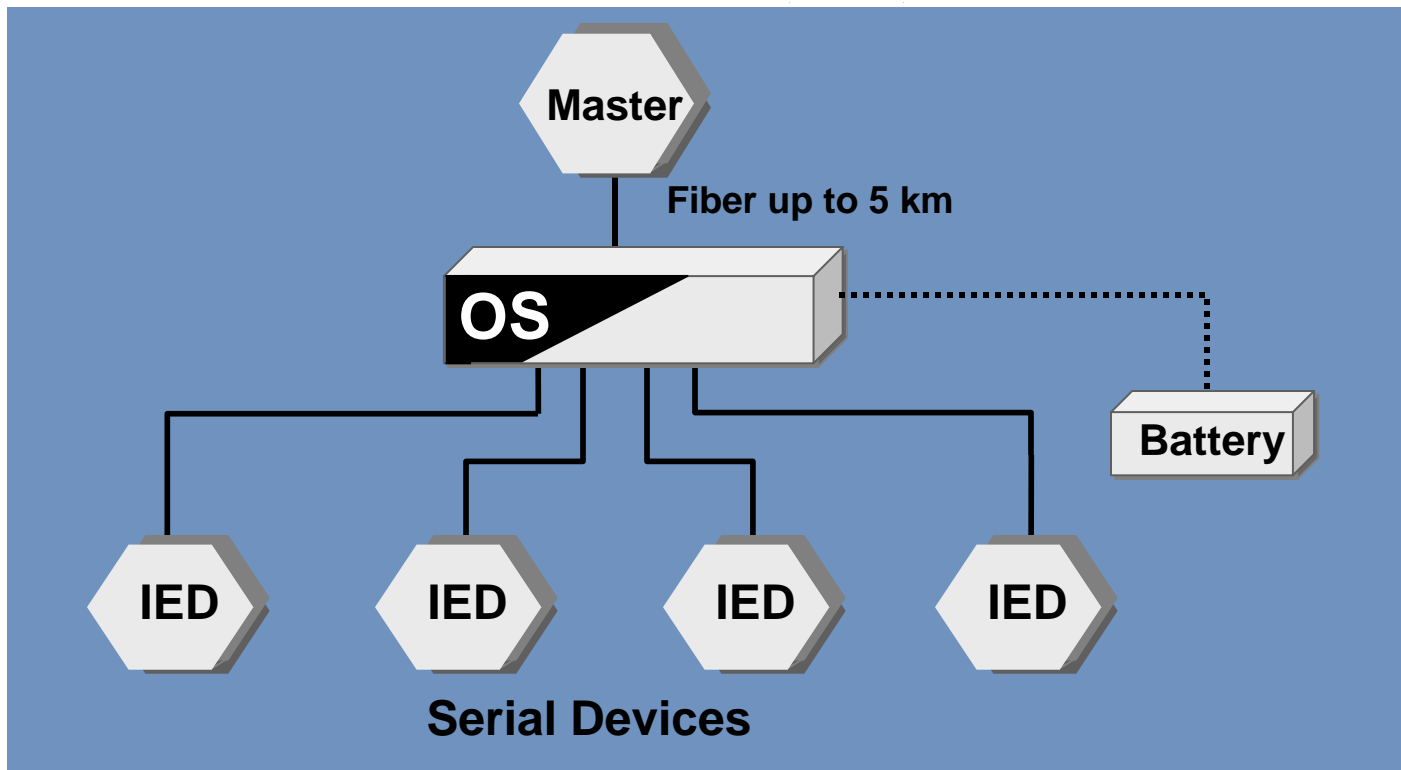 Master
Fiber up to 5 km
OS
Battery
IED
IED
IED
IED
Serial Devices